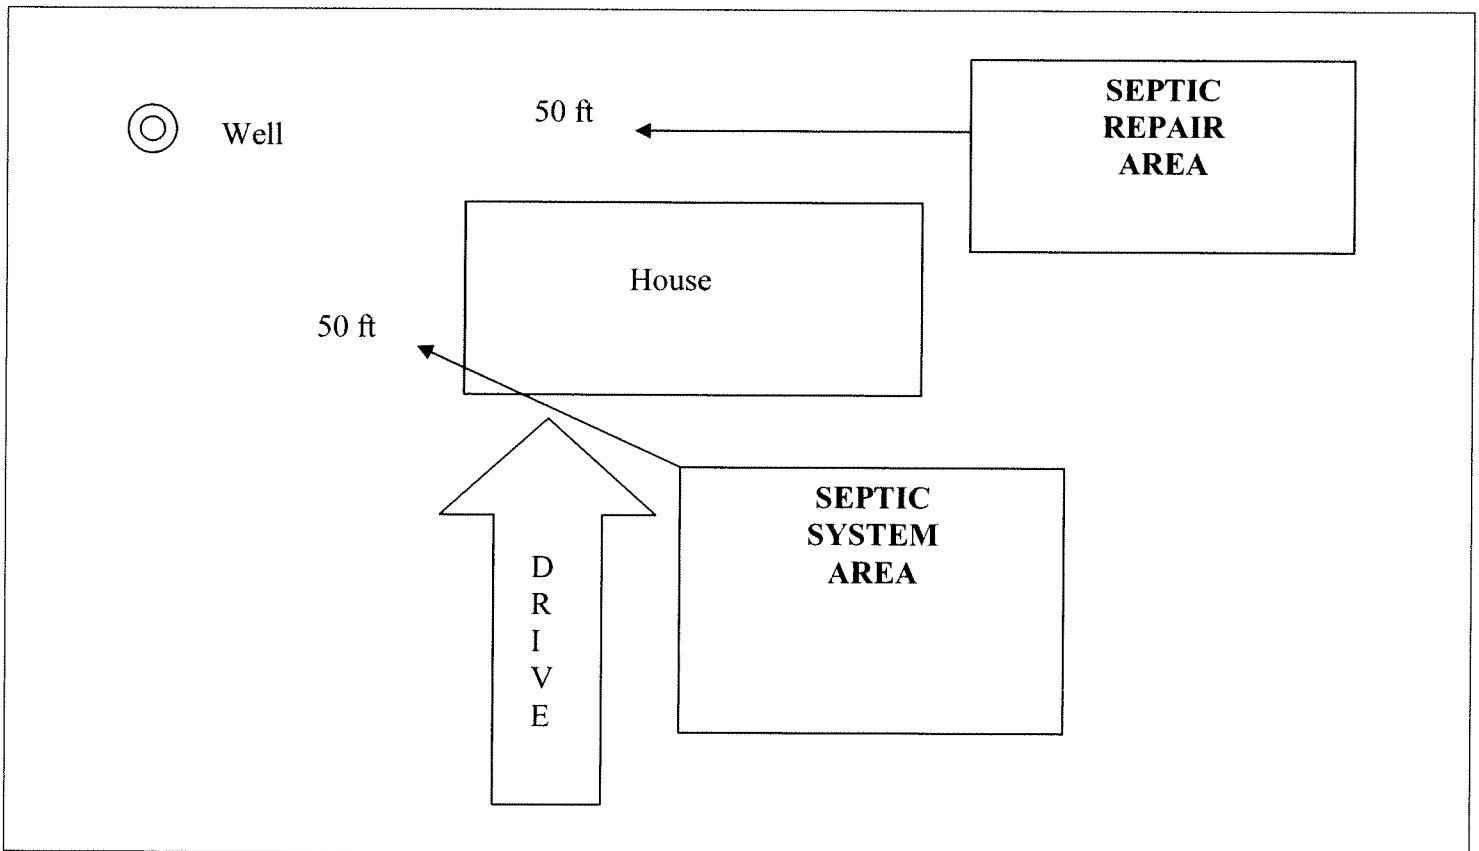 SEPTIC
REPAIR
AREA
50 ft
Well
House
50 ft
SEPTIC
SYSTEM
AREA
D
R
I
V
E